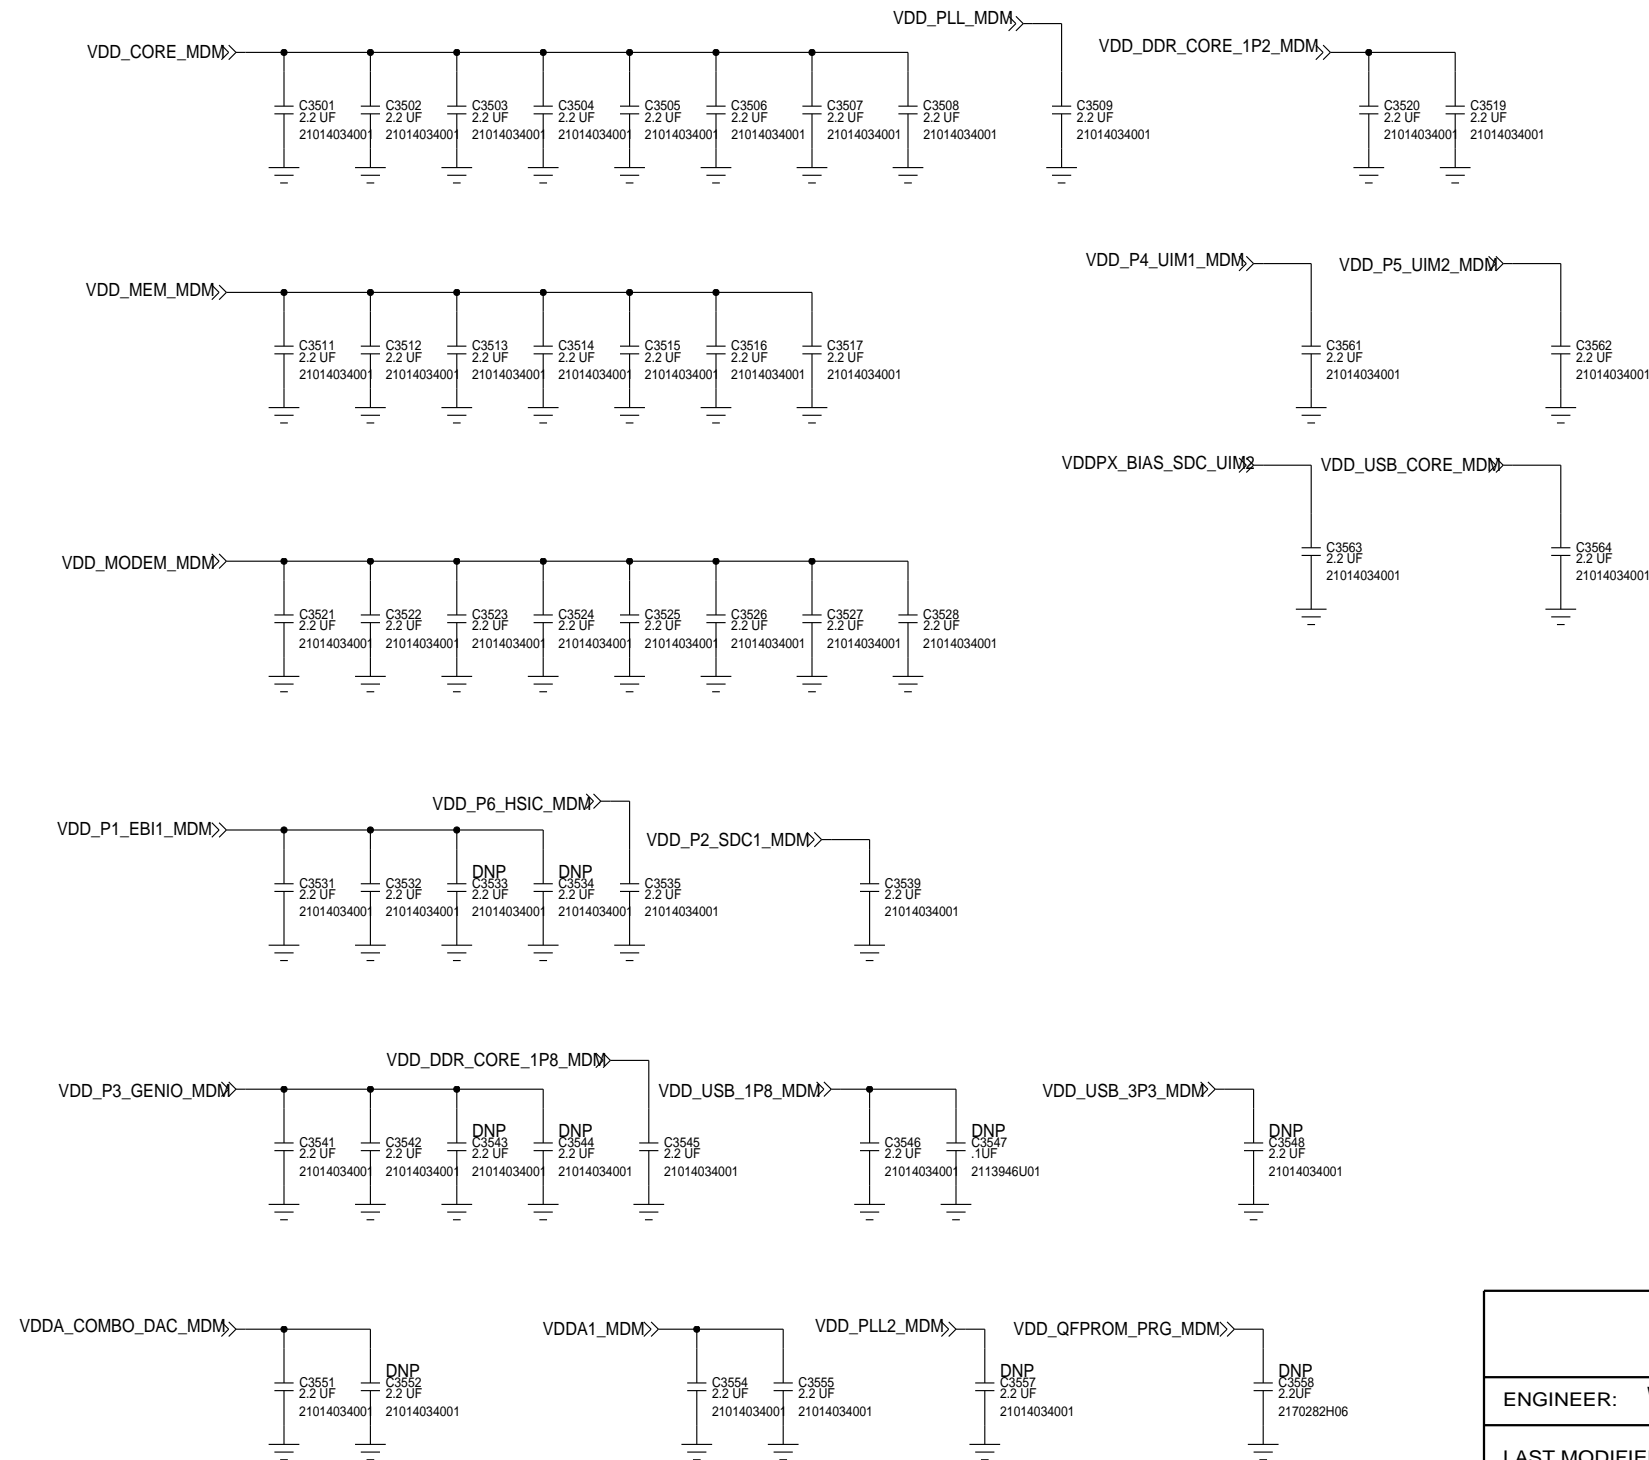 VDD_PLL_MDM
VDD_CORE_MDM
VDD_DDR_CORE_1P2_MDM
C3501 C3502 C3503 C3504 C3505 C3506 C3507 C3508 C3509 C3520 C3519
2.2 UF 2.2 UF 2.2 UF 2.2 UF 2.2 UF 2.2 UF 2.2 UF 2.2 UF 2.2 UF 2.2 UF 2.2 UF
21014034001 21014034001 21014034001 21014034001 21014034001 21014034001 21014034001 21014034001 21014034001 21014034001 21014034001
VDD_P4_UIM1_MDM VDD_P5_UIM2_MDM
VDD_MEM_MDM
C3511 C3512 C3513 C3514 C3515 C3516 C3517 C3561 C3562
2.2 UF 2.2 UF 2.2 UF 2.2 UF 2.2 UF 2.2 UF 2.2 UF 2.2 UF 2.2 UF
21014034001 21014034001 21014034001 21014034001 21014034001 21014034001 21014034001 21014034001 21014034001
VDDPX_BIAS_SDC_UIM2 VDD_USB_CORE_MDM
C3563 C3564
2.2 UF 2.2 UF
21014034001 21014034001
VDD_MODEM_MDM
C3521 C3522 C3523 C3524 C3525 C3526 C3527 C3528
2.2 UF 2.2 UF 2.2 UF 2.2 UF 2.2 UF 2.2 UF 2.2 UF 2.2 UF
21014034001 21014034001 21014034001 21014034001 21014034001 21014034001 21014034001 21014034001
VDD_P6_HSIC_MDM
VDD_P1_EBI1_MDM
VDD_P2_SDC1_MDM
DNP DNP
C3531 C3532 C3533 C3534 C3535 C3539
2.2 UF 2.2 UF 2.2 UF 2.2 UF 2.2 UF 2.2 UF
21014034001 21014034001 21014034001 21014034001 21014034001 21014034001
VDD_DDR_CORE_1P8_MDM
VDD_P3_GENIO_MDM VDD_USB_1P8_MDM VDD_USB_3P3_MDM
DNP DNP DNP DNP
C3541 C3542 C3543 C3544 C3545 C3546 C3547 C3548
2.2 UF 2.2 UF 2.2 UF 2.2 UF 2.2 UF 2.2 UF .1UF 2.2 UF
21014034001 21014034001 21014034001 21014034001 21014034001 21014034001 2113946U01 21014034001
VDDA_COMBO_DAC_MDM VDDA1_MDM VDD_PLL2_MDM VDD_QFPROM_PRG_MDM
DNP DNP DNP
C3551 C3552 C3554 C3555 C3557 C3558
2.2 UF 2.2 UF 2.2 UF 2.2 UF 2.2 UF 2.2UF
21014034001 21014034001 21014034001 21014034001 21014034001 2170282H06
ENGINEER: